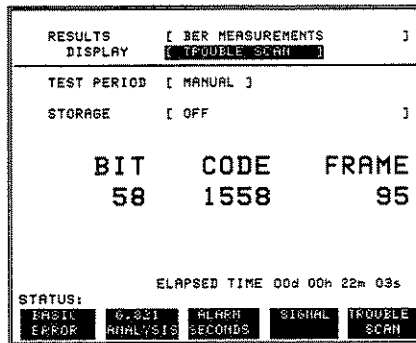 RESULTS [ BER MEASUREMENTS ]
DISPLAY [ TROUBLE SCAN ]
TEST PERIOD [ MANUAL ]
STORAGE [ OFF ]
BIT CODE FRAME
58 1558 95
ELAPSED TIME 00d 00h 22m 03s
STATUS:
BASIC G.821 ALARM SIGNAL TROUBLE
ERROR ANALYSIS SECONDS SCAN